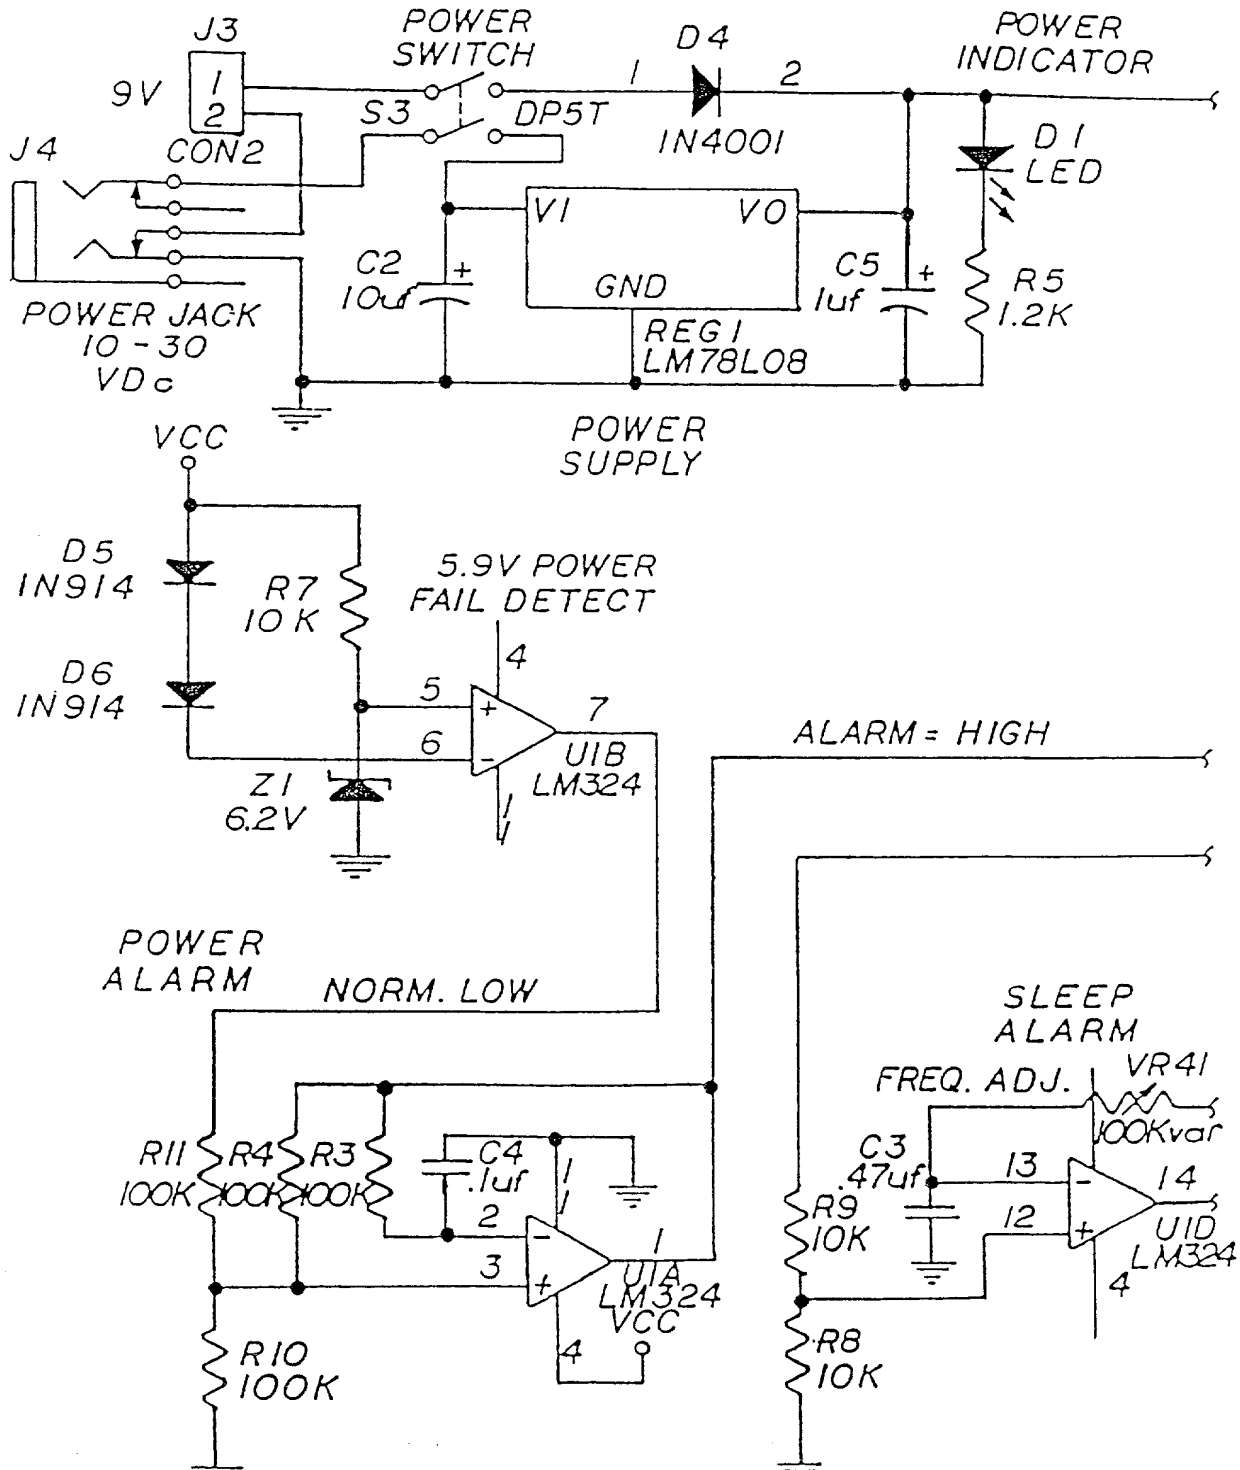 J3
1
2
9V
CON2
J4
POWER
SWITCH
S3
DP5T
1
D4
2
1N4001
POWER
INDICATOR
D1
LED
VI
VO
GND
C2
10uf
+
C5
1uf
+
R5
1.2K
REG1
LM78L08
POWER JACK
10-30
VDc
POWER
SUPPLY
VCC
D5
1N914
R7
10K
D6
1N914
5.9V POWER
FAIL DETECT
4
5
+
6
-
7
U1B
LM324
11
Z1
6.2V
ALARM = HIGH
POWER
ALARM
NORM. LOW
SLEEP
ALARM
FREQ. ADJ.
VR41
100Kvar
R11
100K
R4
100K
R3
100K
C4
.1uf
11
2
-
3
+
1
U1A
LM324
VCC
4
R10
100K
C3
.47uf
13
-
12
+
14
U1D
LM324
4
R9
10K
R8
10K